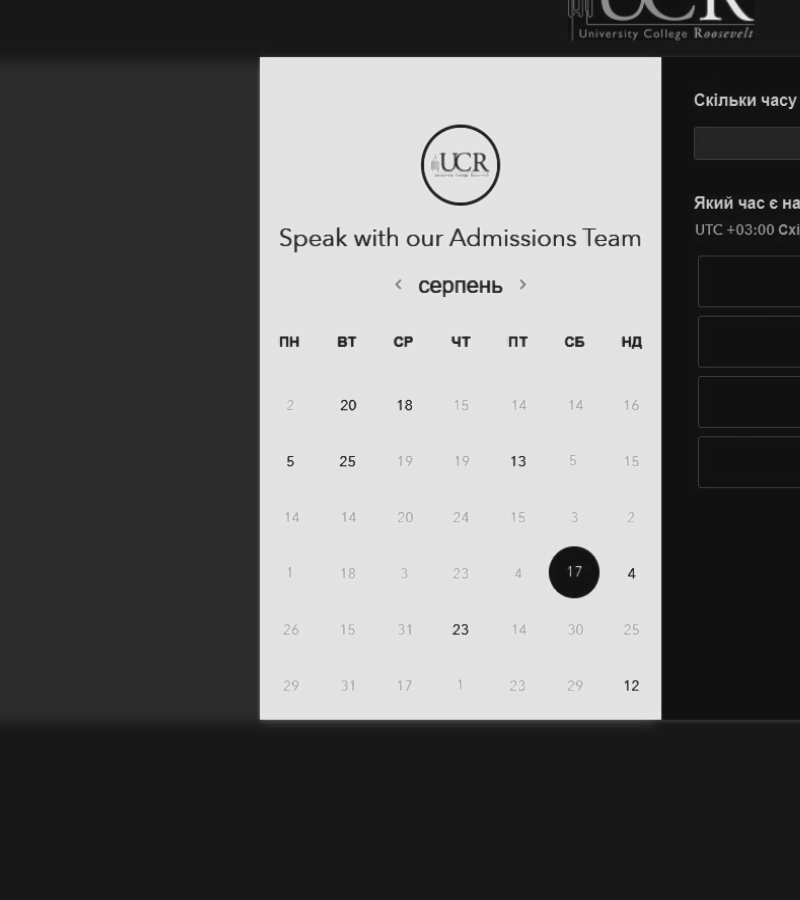 UCR
University College Roosevelt
Скільки часу
UCR
Speak with our Admissions Team
‹ серпень ›
ПН ВТ СР ЧТ ПТ СБ НД
2 20 18 15 14 14 16
5 25 19 19 13 5 15
14 14 20 24 15 3 2
1 18 3 23 4 17 4
26 15 31 23 14 30 25
29 31 17 1 23 29 12
Який час є на
UTC +03:00 Схі